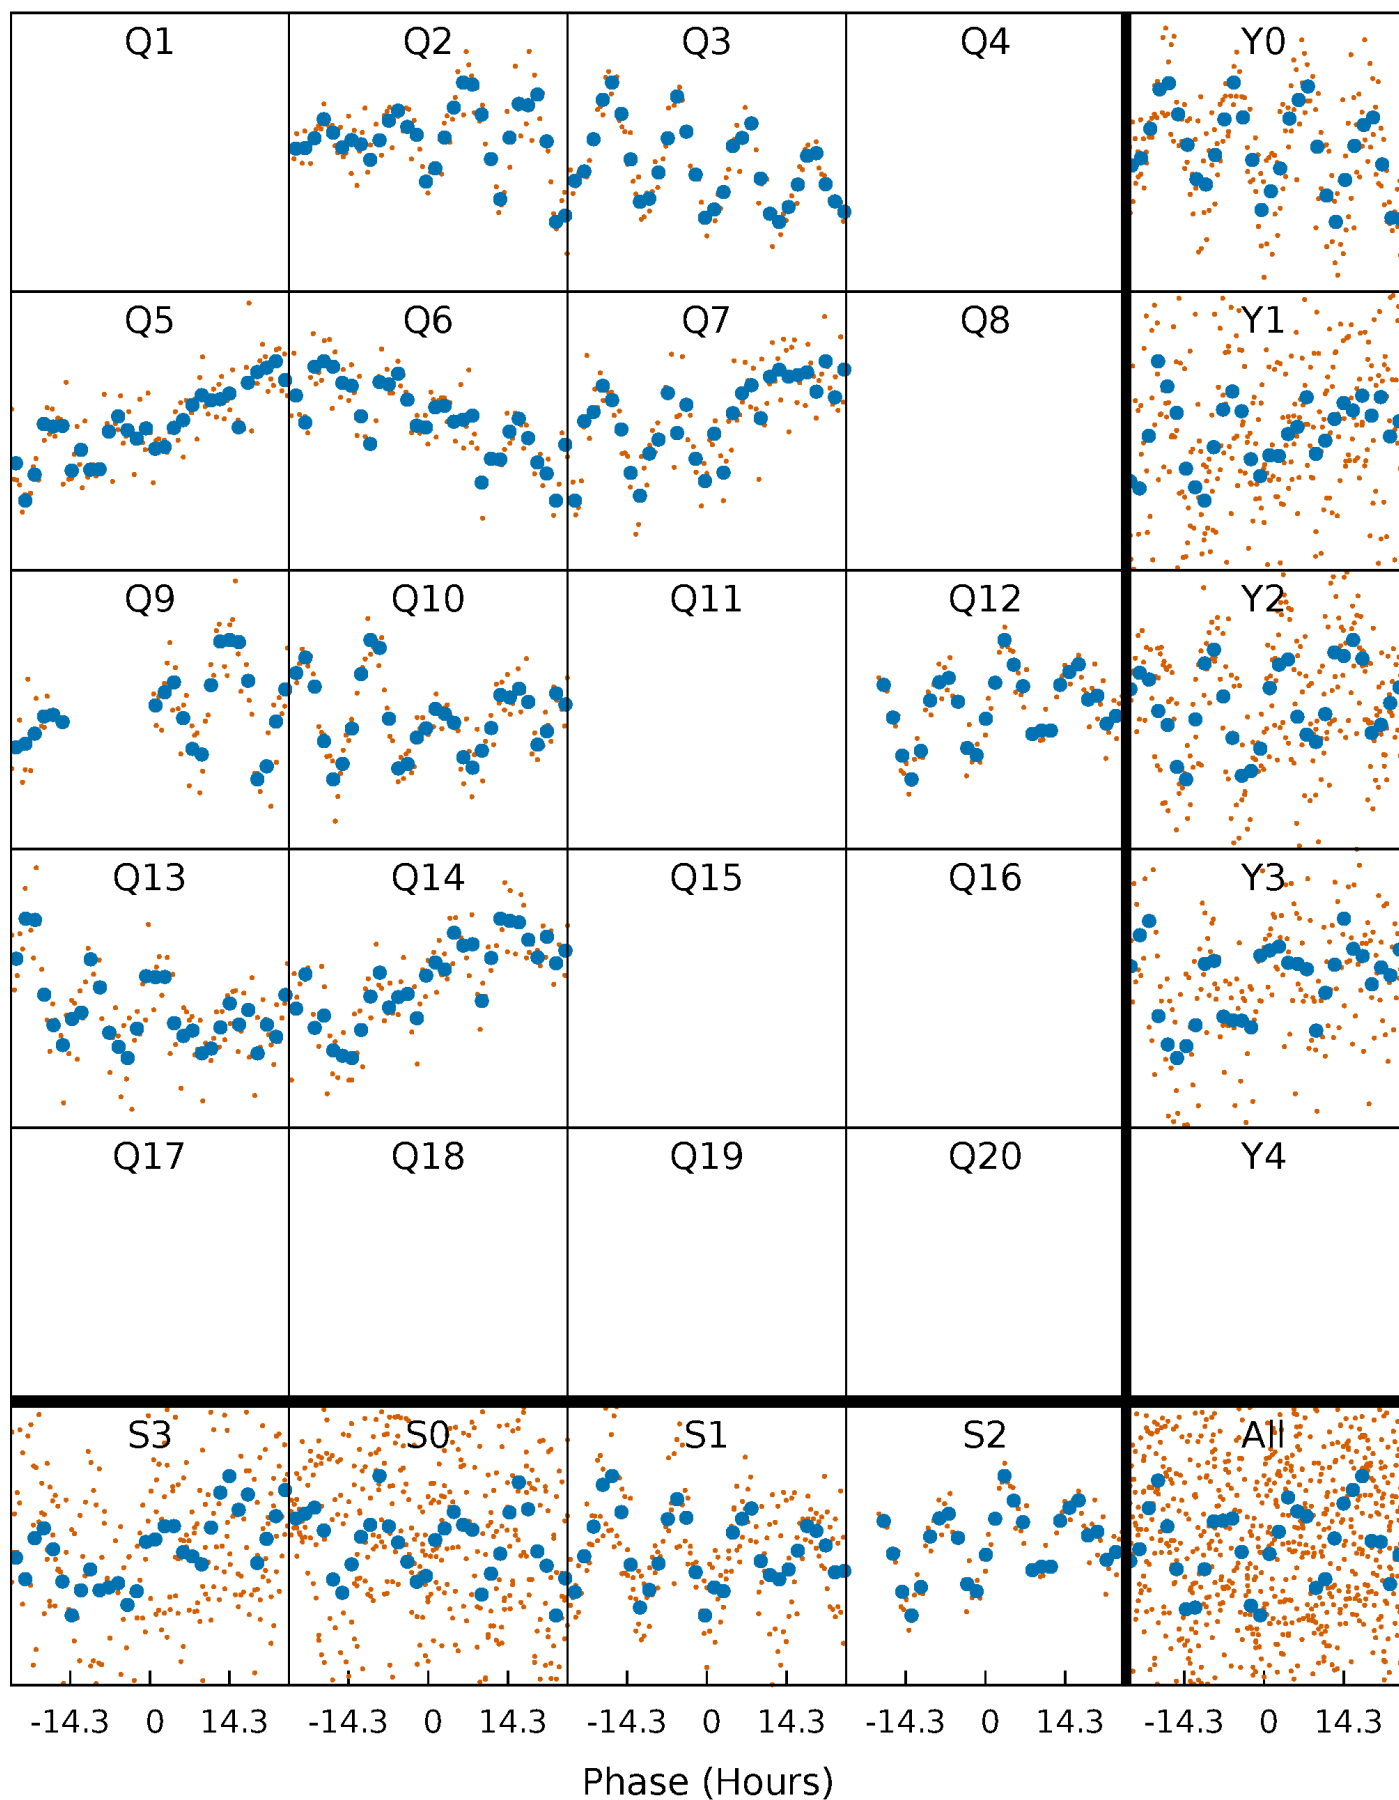 Q1 Q2 Q3 Q4 Y0
Q5 Q6 Q7 Q8 Y1
Q9 Q10 Q11 Q12 Y2
Q13 Q14 Q15 Q16 Y3
Q17 Q18 Q19 Q20 Y4
S3 S0 S1 S2 All
-14.3 0 14.3 -14.3 0 14.3 -14.3 0 14.3 -14.3 0 14.3 -14.3 0 14.3
Phase (Hours)